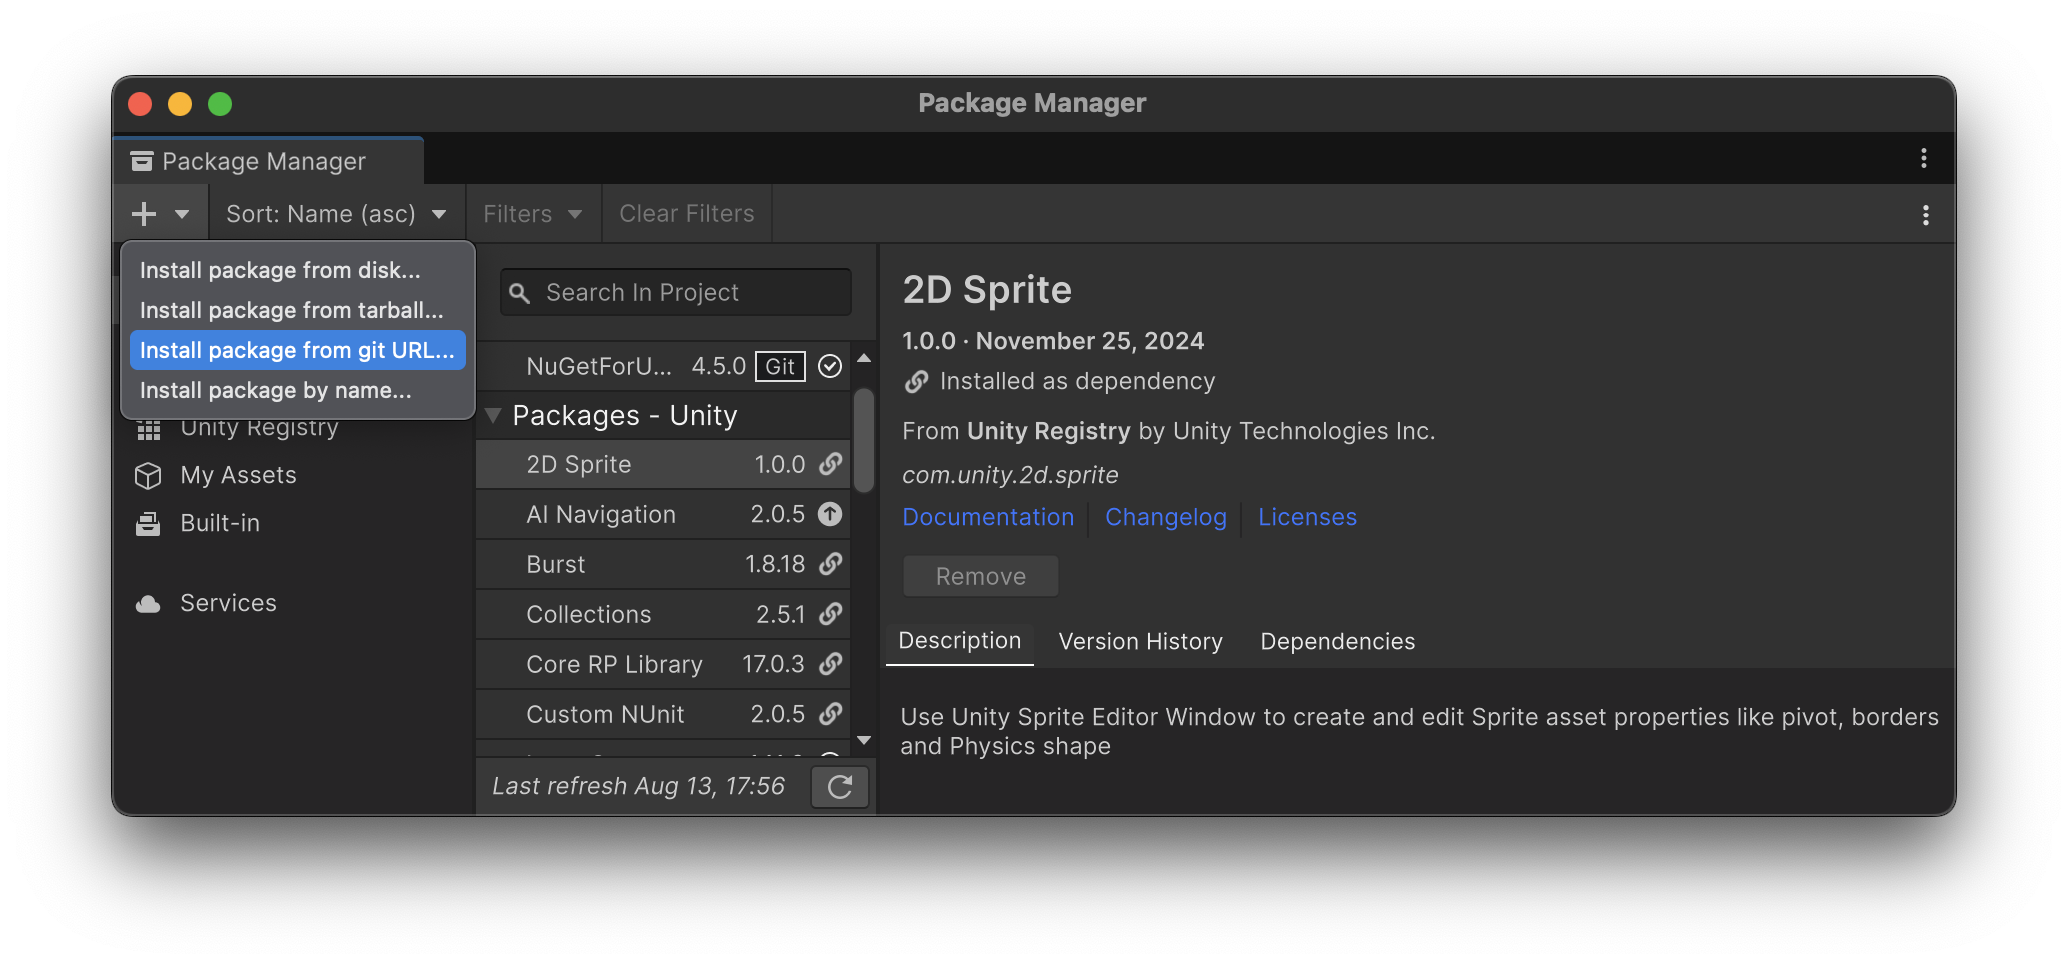 Package Manager
Package Manager
Sort: Name (asc)
Filters
Clear Filters
Install package from disk...
Install package from tarball...
Install package from git URL...
Install package by name...
Unity Registry
My Assets
Built-in
Services
Search In Project
NuGetForU... 4.5.0 Git
Packages - Unity
2D Sprite 1.0.0
AI Navigation 2.0.5
Burst 1.8.18
Collections 2.5.1
Core RP Library 17.0.3
Custom NUnit 2.0.5
Last refresh Aug 13, 17:56
2D Sprite
1.0.0 · November 25, 2024
Installed as dependency
From Unity Registry by Unity Technologies Inc.
com.unity.2d.sprite
Documentation Changelog Licenses
Remove
Description Version History Dependencies
Use Unity Sprite Editor Window to create and edit Sprite asset properties like pivot, borders
and Physics shape